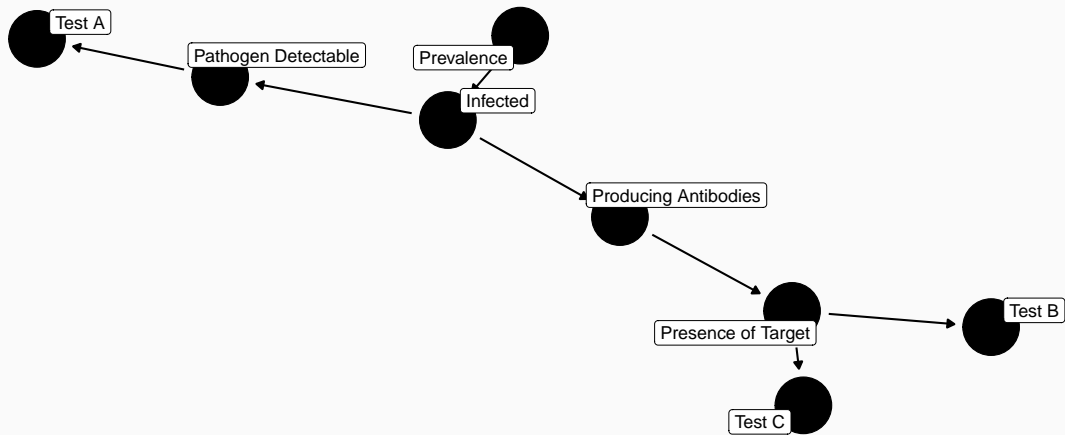 Test A
Pathogen Detectable
Prevalence
Infected
Producing Antibodies
Presence of Target
Test B
Test C